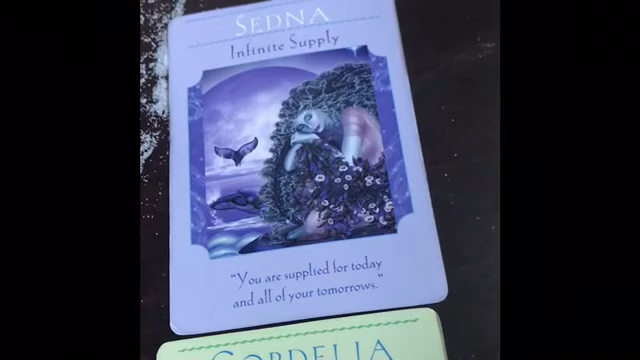 SEDNA
Infinite Supply
"You are supplied for today
and all of your tomorrows."
CORDELIA